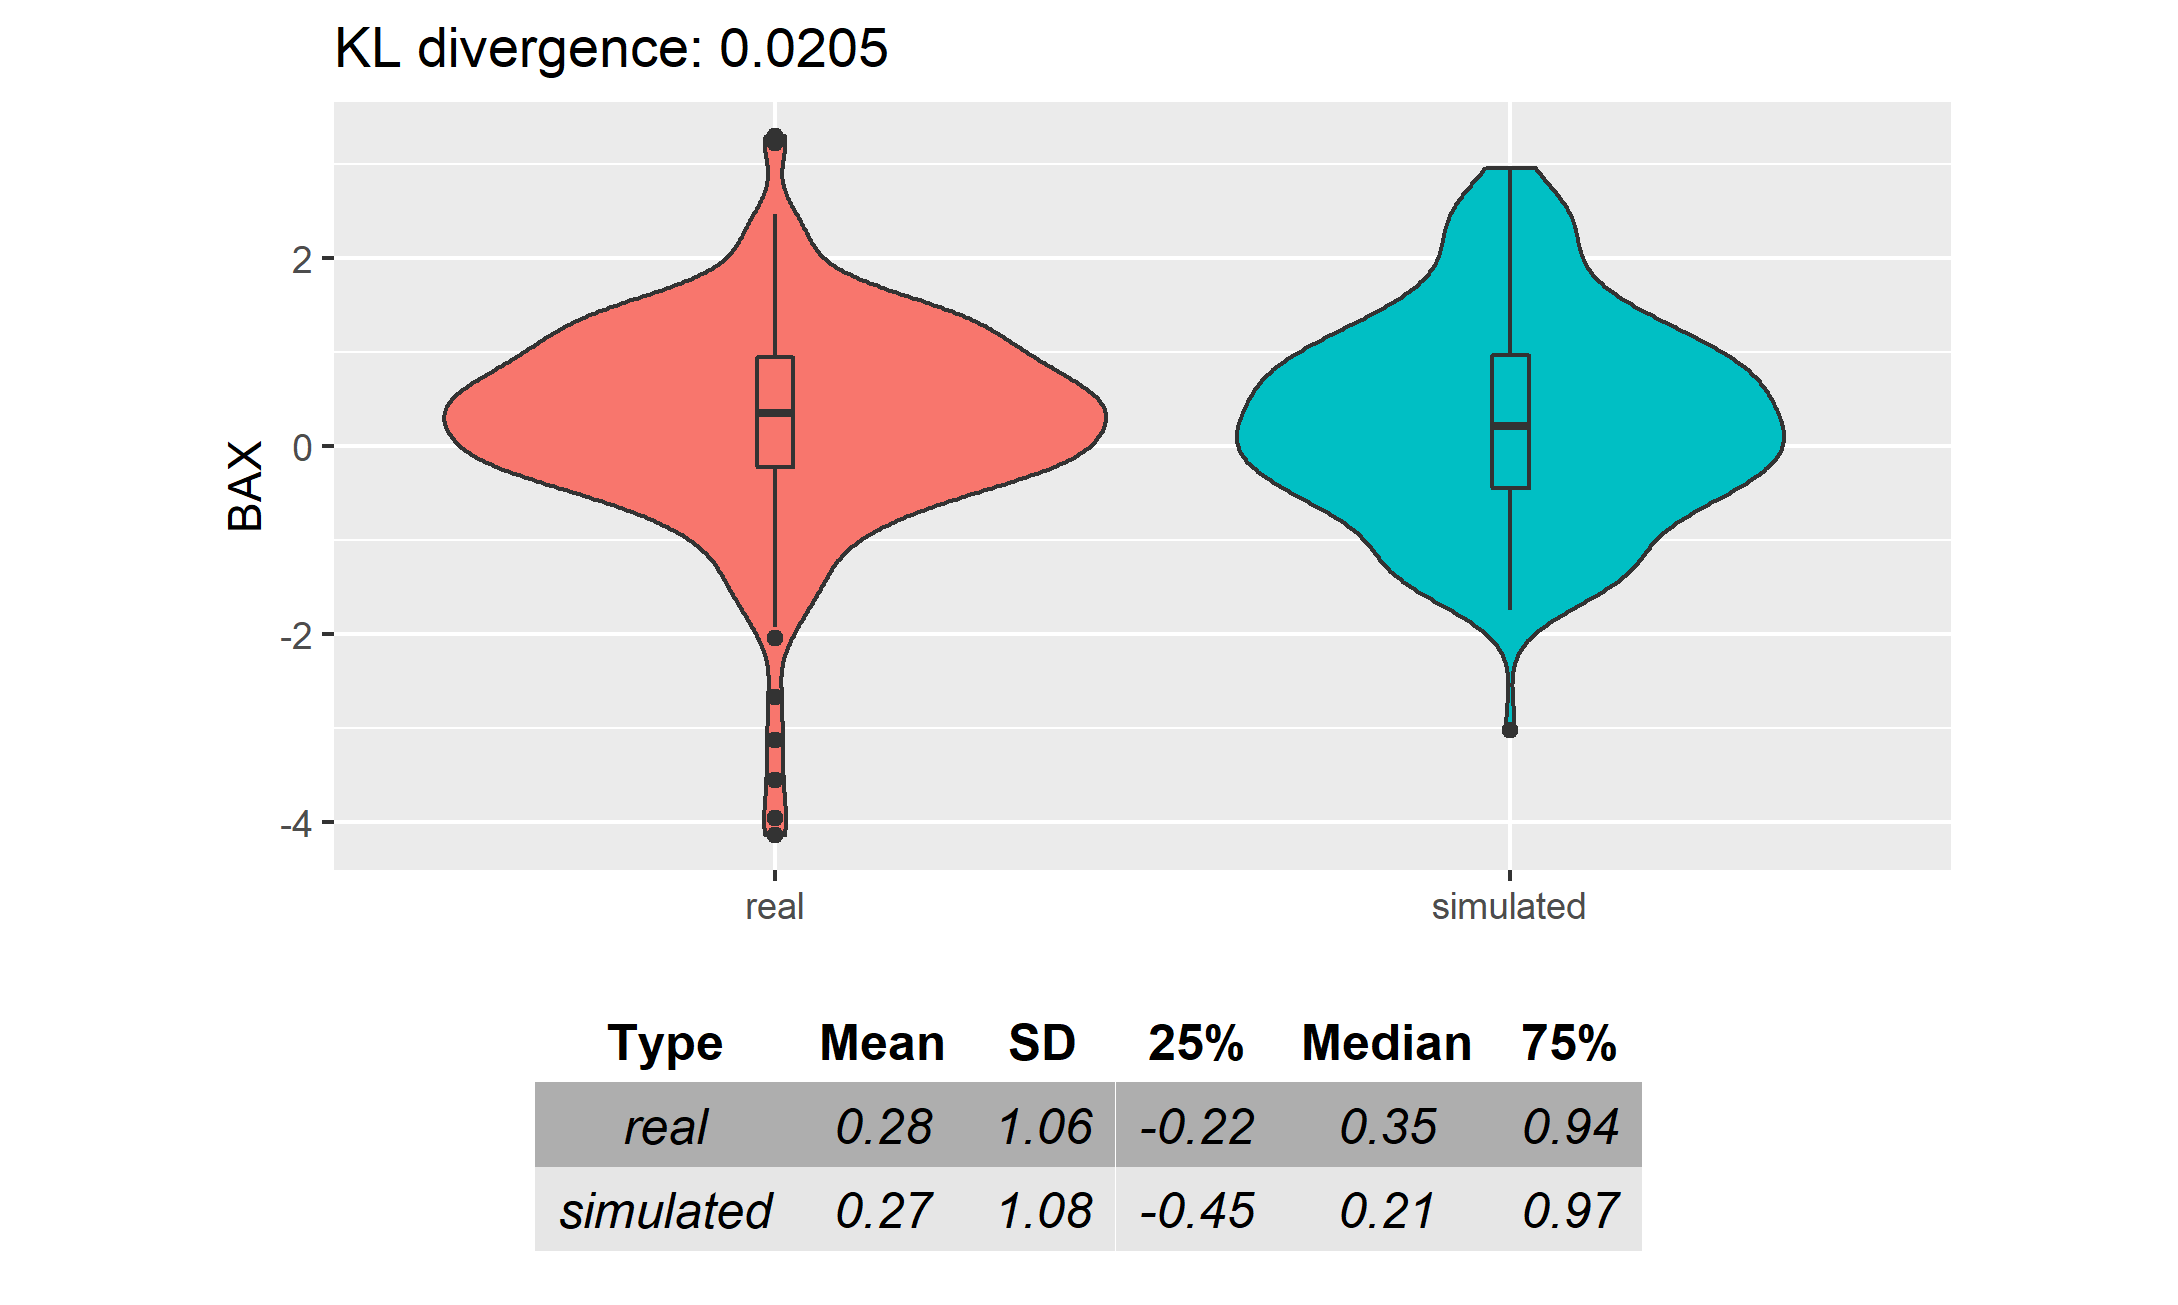 KL divergence: 0.0205
BAX
2
0
-2
-4
real simulated
Type Mean SD 25% Median 75%
real 0.28 1.06 -0.22 0.35 0.94
simulated 0.27 1.08 -0.45 0.21 0.97